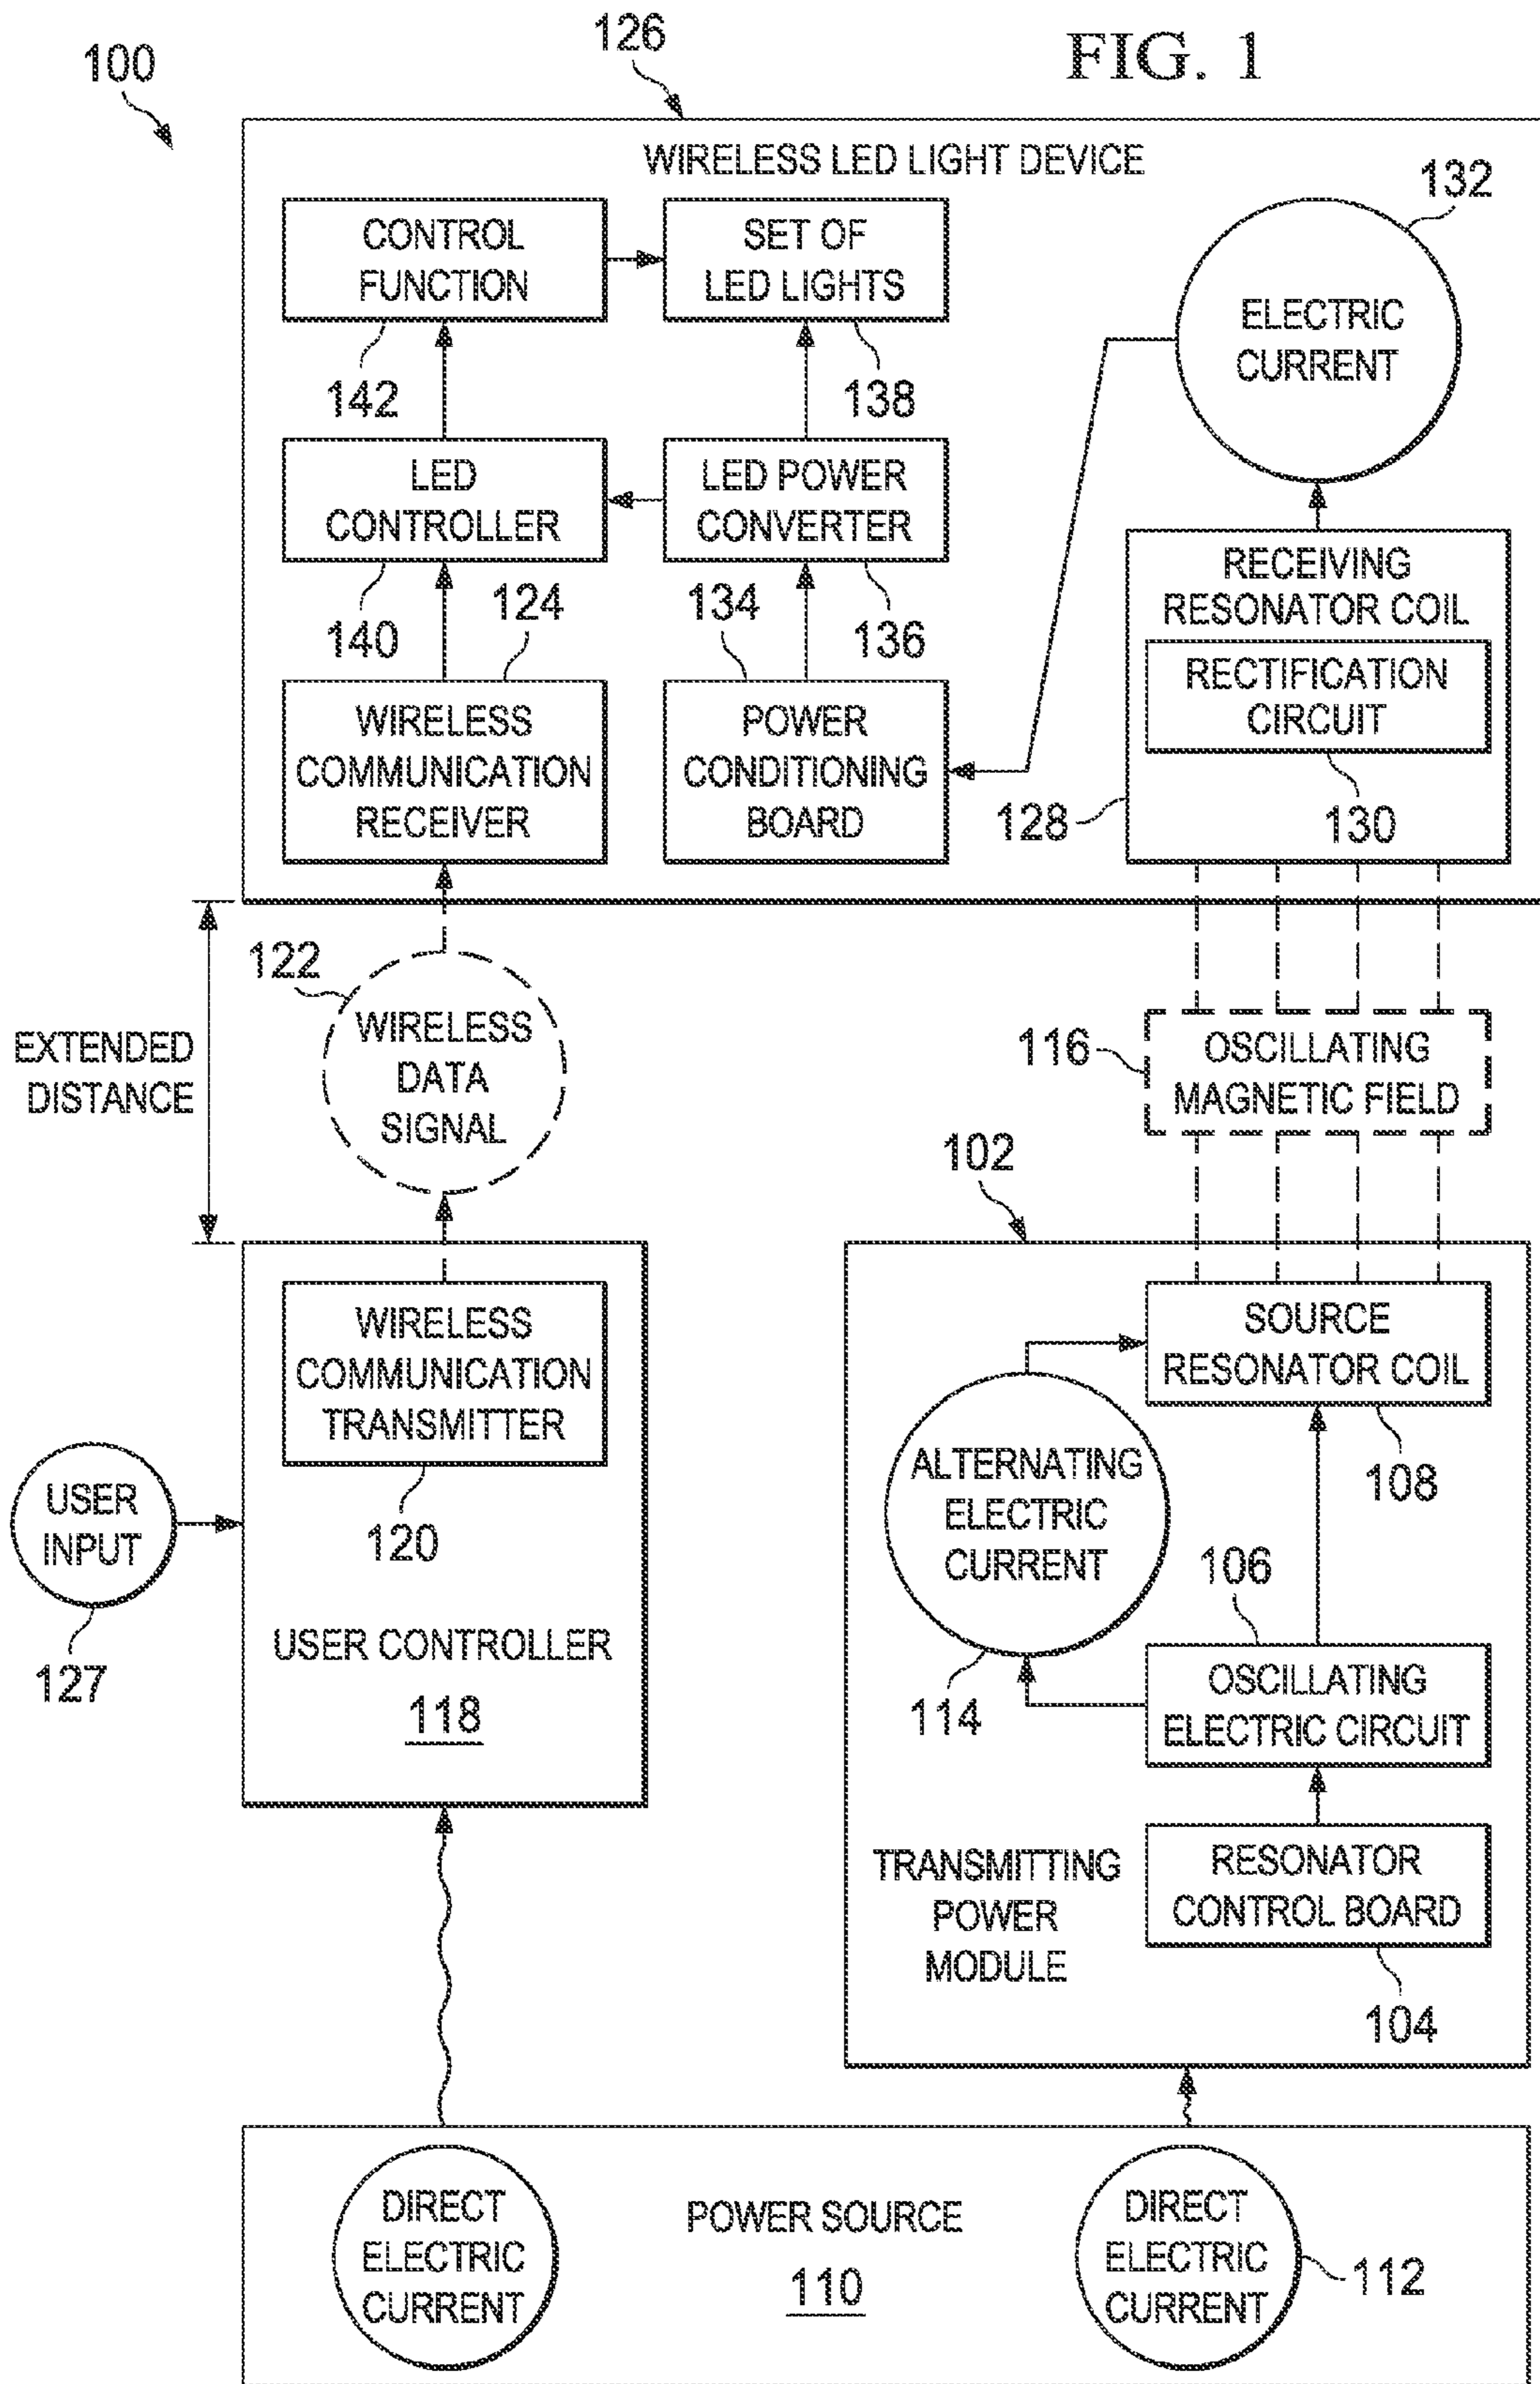 FIG. 1
100
126
WIRELESS LED LIGHT DEVICE
CONTROL
FUNCTION
142
SET OF
LED LIGHTS
138
132
ELECTRIC
CURRENT
LED
CONTROLLER
140
LED POWER
CONVERTER
136
124
WIRELESS
COMMUNICATION
RECEIVER
134
POWER
CONDITIONING
BOARD
RECEIVING
RESONATOR COIL
RECTIFICATION
CIRCUIT
128
130
EXTENDED
DISTANCE
122
WIRELESS
DATA
SIGNAL
116
OSCILLATING
MAGNETIC FIELD
102
WIRELESS
COMMUNICATION
TRANSMITTER
120
USER
INPUT
127
USER CONTROLLER
118
SOURCE
RESONATOR COIL
108
ALTERNATING
ELECTRIC
CURRENT
114
106
OSCILLATING
ELECTRIC CIRCUIT
RESONATOR
CONTROL BOARD
104
TRANSMITTING
POWER
MODULE
DIRECT
ELECTRIC
CURRENT
POWER SOURCE
110
DIRECT
ELECTRIC
CURRENT
112